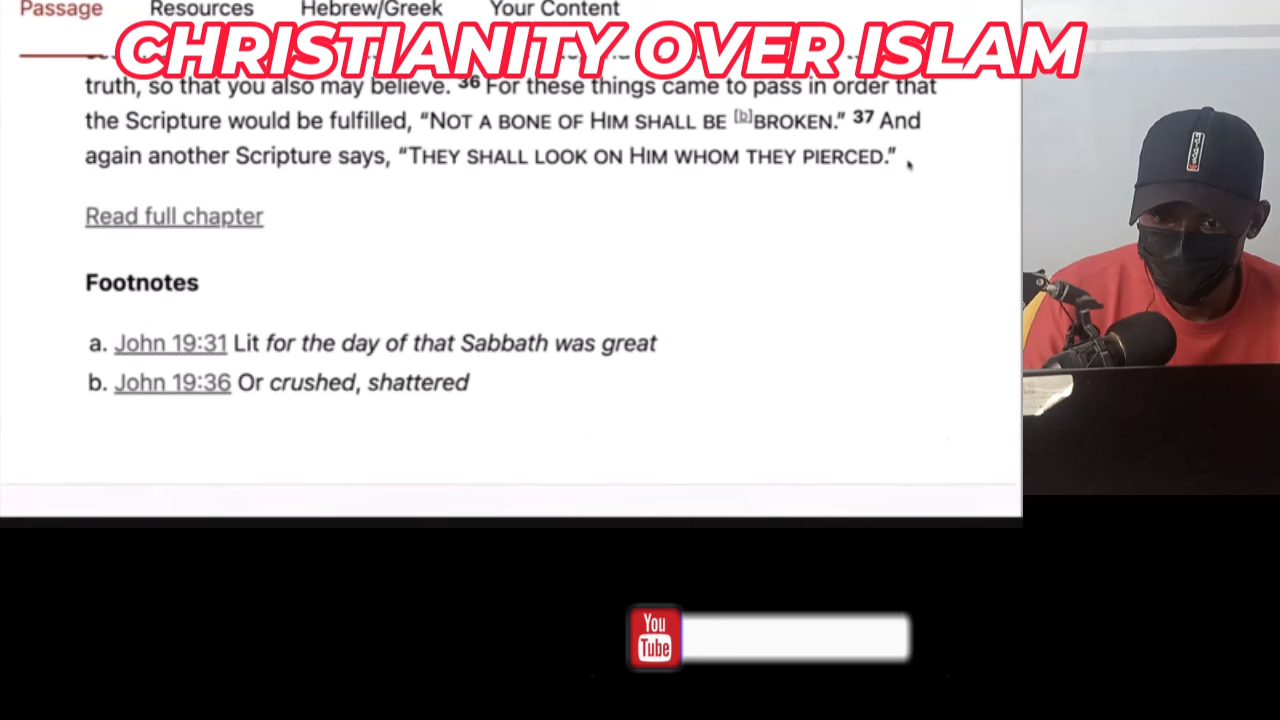 Passage Resources Hebrew/Greek Your Content
CHRISTIANITY OVER ISLAM
truth, so that you also may believe. 36 For these things came to pass in order that
the Scripture would be fulfilled, “NOT A BONE OF HIM SHALL BE [b]BROKEN.” 37 And
again another Scripture says, “THEY SHALL LOOK ON HIM WHOM THEY PIERCED.”
Read full chapter
Footnotes
a. John 19:31 Lit for the day of that Sabbath was great
b. John 19:36 Or crushed, shattered
You
Tube